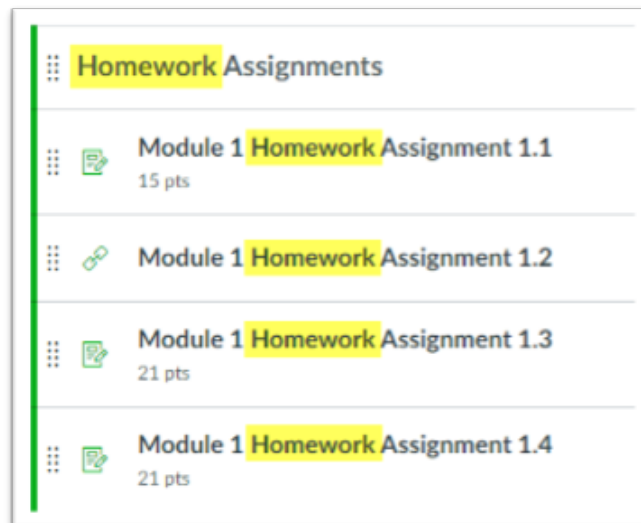 Homework Assignments
Module 1 Homework Assignment 1.1
15 pts
Module 1 Homework Assignment 1.2
Module 1 Homework Assignment 1.3
21 pts
Module 1 Homework Assignment 1.4
21 pts